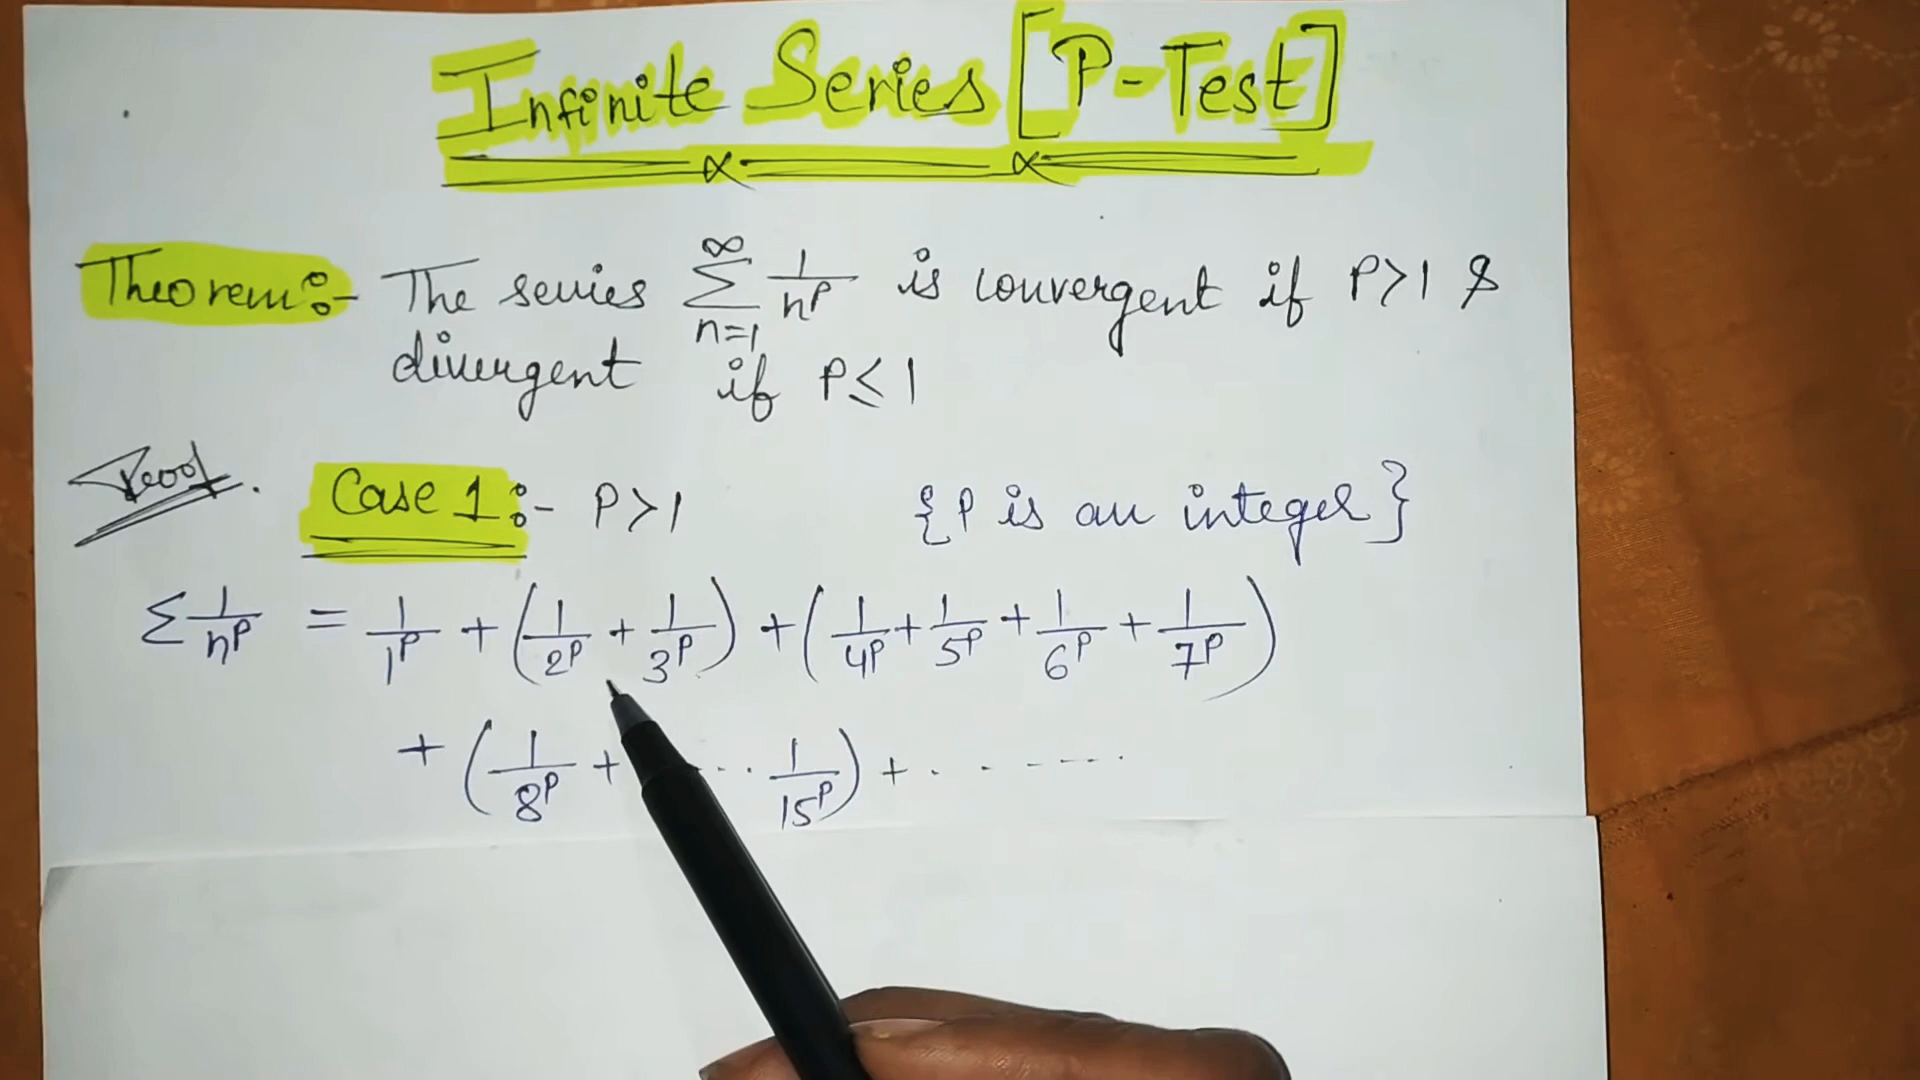 Infinite Series [P-Test]
Theorem:- The series ∞∑n=1 1/n^p is convergent if P>1 &
divergent if P≤1
Proof. Case 1:- P>1 {P is an integer}
Σ 1/n^p = 1/1^p + (1/2^p + 1/3^p) + (1/4^p + 1/5^p + 1/6^p + 1/7^p)
+ (1/8^p + ... 1/15^p) + . . . . . . .